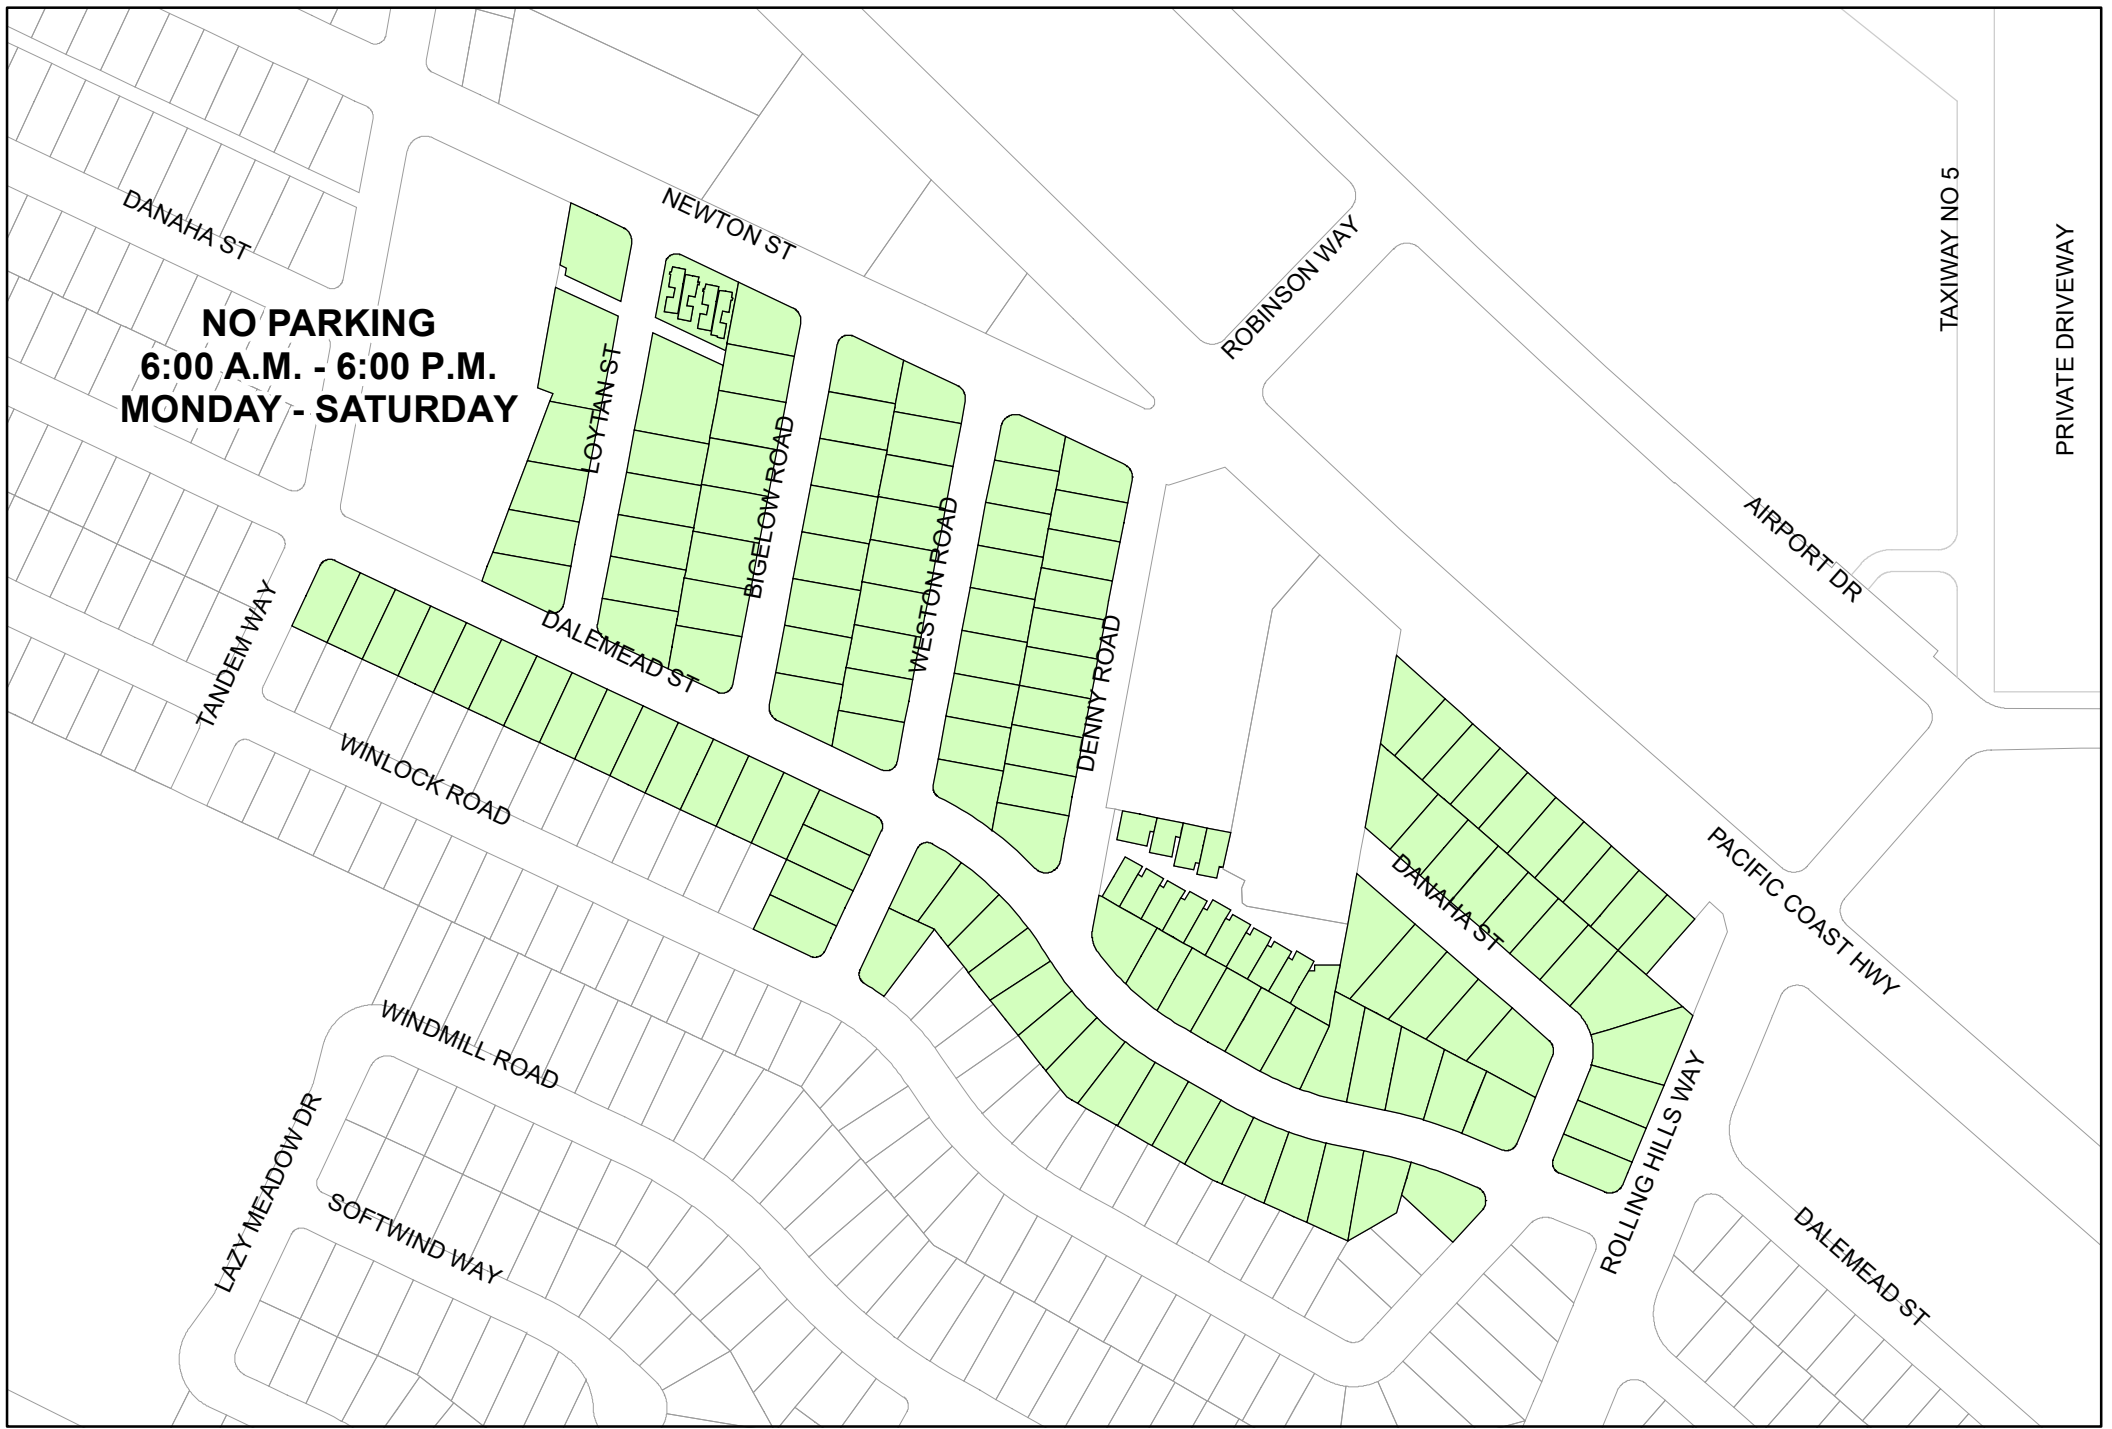 DANAHA ST
NEWTON ST
ROBINSON WAY
TAXIWAY NO 5
PRIVATE DRIVEWAY
NO PARKING
6:00 A.M. - 6:00 P.M.
MONDAY - SATURDAY
LOYTAN ST
BIGELOW ROAD
WESTON ROAD
AIRPORT DR
TANDEM WAY
DALEMEAD ST
DENNY ROAD
WINLOCK ROAD
DANAHA ST
PACIFIC COAST HWY
WINDMILL ROAD
LAZY MEADOW DR
SOFTWIND WAY
ROLLING HILLS WAY
DALEMEAD ST